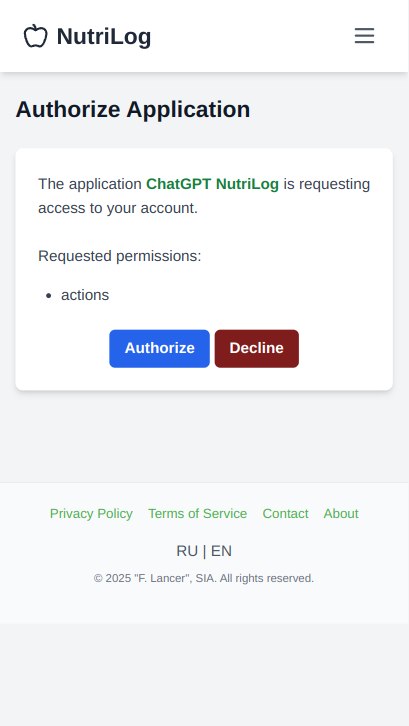 NutriLog
Authorize Application
The application ChatGPT NutriLog is requesting
access to your account.
Requested permissions:
• actions
Authorize Decline
Privacy Policy Terms of Service Contact About
RU | EN
© 2025 "F. Lancer", SIA. All rights reserved.